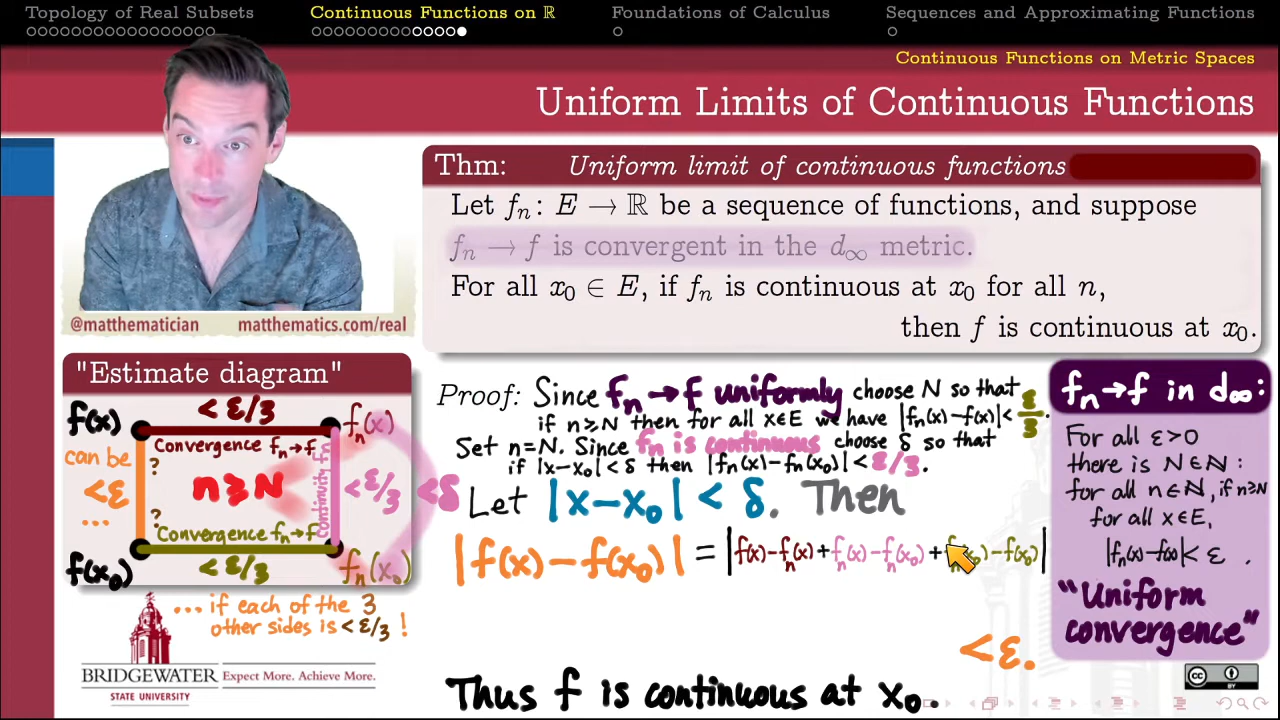 Topology of Real Subsets
Continuous Functions on ℝ
Foundations of Calculus
Sequences and Approximating Functions
Continuous Functions on Metric Spaces
Uniform Limits of Continuous Functions
@matthematician matthematics.com/real
Thm: Uniform limit of continuous functions
Let fₙ: E → ℝ be a sequence of functions, and suppose
fₙ → f is convergent in the d∞ metric.
For all x₀ ∈ E, if fₙ is continuous at x₀ for all n,
then f is continuous at x₀.
"Estimate diagram"
< ε/3
f(x) fₙ(x)
Convergence fₙ→f
can be
<ε
...
?
n≥N
continuity fₙ
< ε/3
< δ
?
Convergence fₙ→f
f(x₀) < ε/3 fₙ(x₀)
... if each of the 3
other sides is < ε/3 !
BRIDGEWATER
STATE UNIVERSITY
Expect More. Achieve More.
Proof: Since fₙ→f uniformly choose N so that
if n≥N then for all x∈E we have |fₙ(x)-f(x)|< ε/3.
Set n=N. Since fₙ is continuous choose δ so that
if |x-x₀|<δ then |fₙ(x)-fₙ(x₀)|<ε/3.
Let |x-x₀| < δ. Then
|f(x)-f(x₀)| = |f(x)-fₙ(x)+fₙ(x)-fₙ(x₀)+fₙ(x₀)-f(x₀)|
<ε.
Thus f is continuous at x₀.
fₙ→f in d∞:
For all ε>0
there is N∈ℕ:
for all n∈ℕ, if n≥N
for all x∈E,
|fₙ(x)-f(x)|< ε.
"Uniform
convergence"
cc
BY